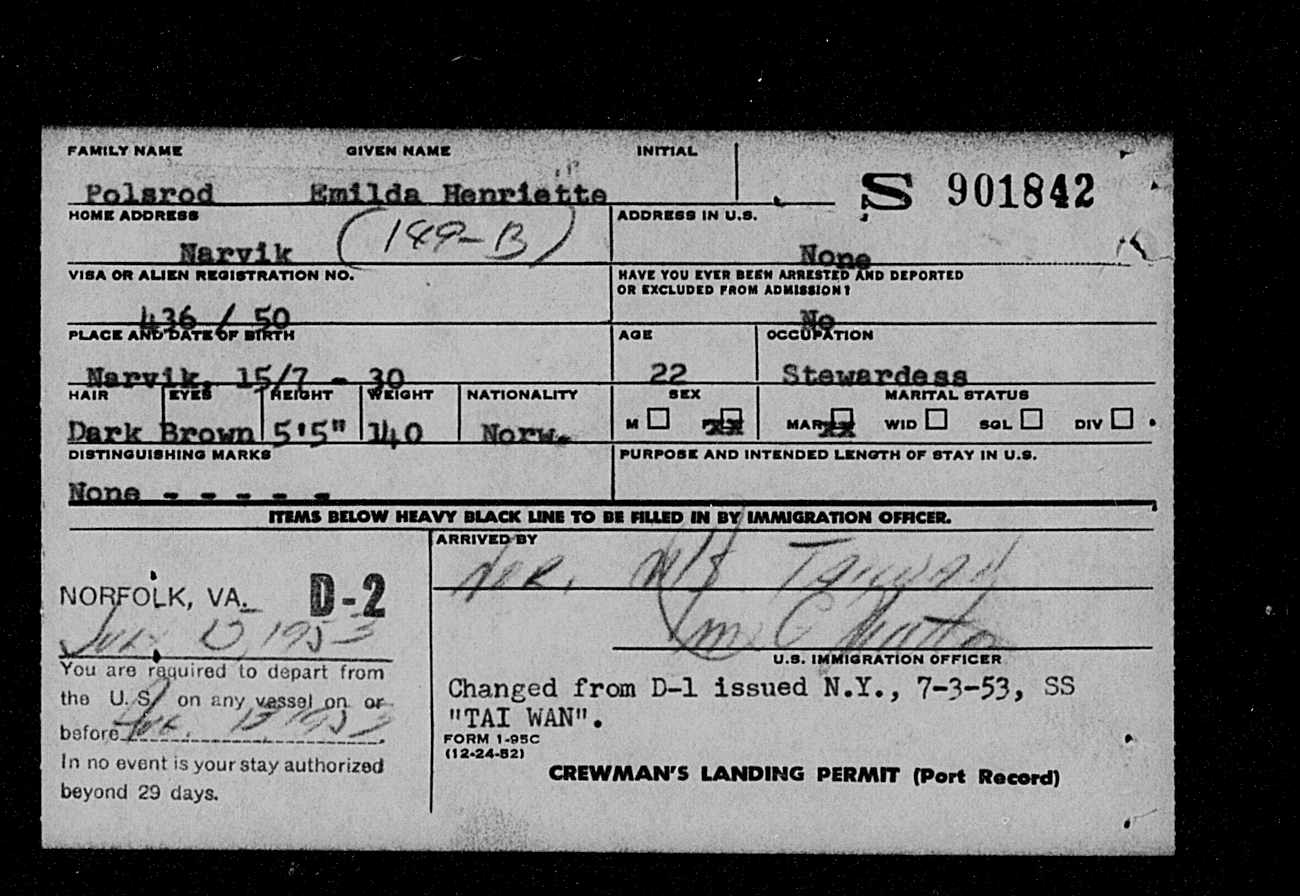 FAMILY NAME GIVEN NAME INITIAL
Polsrod Emilda Henriette S 901842
HOME ADDRESS ADDRESS IN U.S.
Narvik (149-B) None
VISA OR ALIEN REGISTRATION NO. HAVE YOU EVER BEEN ARRESTED AND DEPORTED
OR EXCLUDED FROM ADMISSION?
436 / 50 No
PLACE AND DATE OF BIRTH AGE OCCUPATION
Narvik, 15/7 - 30 22 Stewardess
HAIR EYES HEIGHT WEIGHT NATIONALITY SEX MARITAL STATUS
Dark Brown 5'5" 140 Norw. M xx MAR xx WID SGL DIV
DISTINGUISHING MARKS PURPOSE AND INTENDED LENGTH OF STAY IN U.S.
None - - - - -
ITEMS BELOW HEAVY BLACK LINE TO BE FILLED IN BY IMMIGRATION OFFICER.
ARRIVED BY
Nor. M/S Taiwan
NORFOLK, VA. D-2
1953
U.S. IMMIGRATION OFFICER
You are required to depart from
the U.S. on any vessel on or
before 1953
In no event is your stay authorized
beyond 29 days.
Changed from D-1 issued N.Y., 7-3-53, SS
"TAI WAN".
FORM I-95C
(12-24-52)
CREWMAN'S LANDING PERMIT (Port Record)